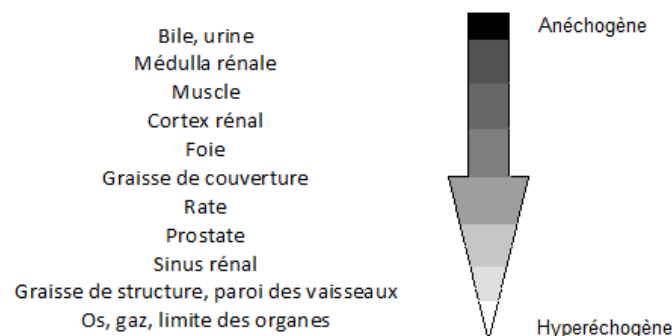 Bile, urine
Anéchogène
Médulla rénale
Muscle
Cortex rénal
Foie
Graisse de couverture
Rate
Prostate
Sinus rénal
Graisse de structure, paroi des vaisseaux
Os, gaz, limite des organes
Hyperéchogène